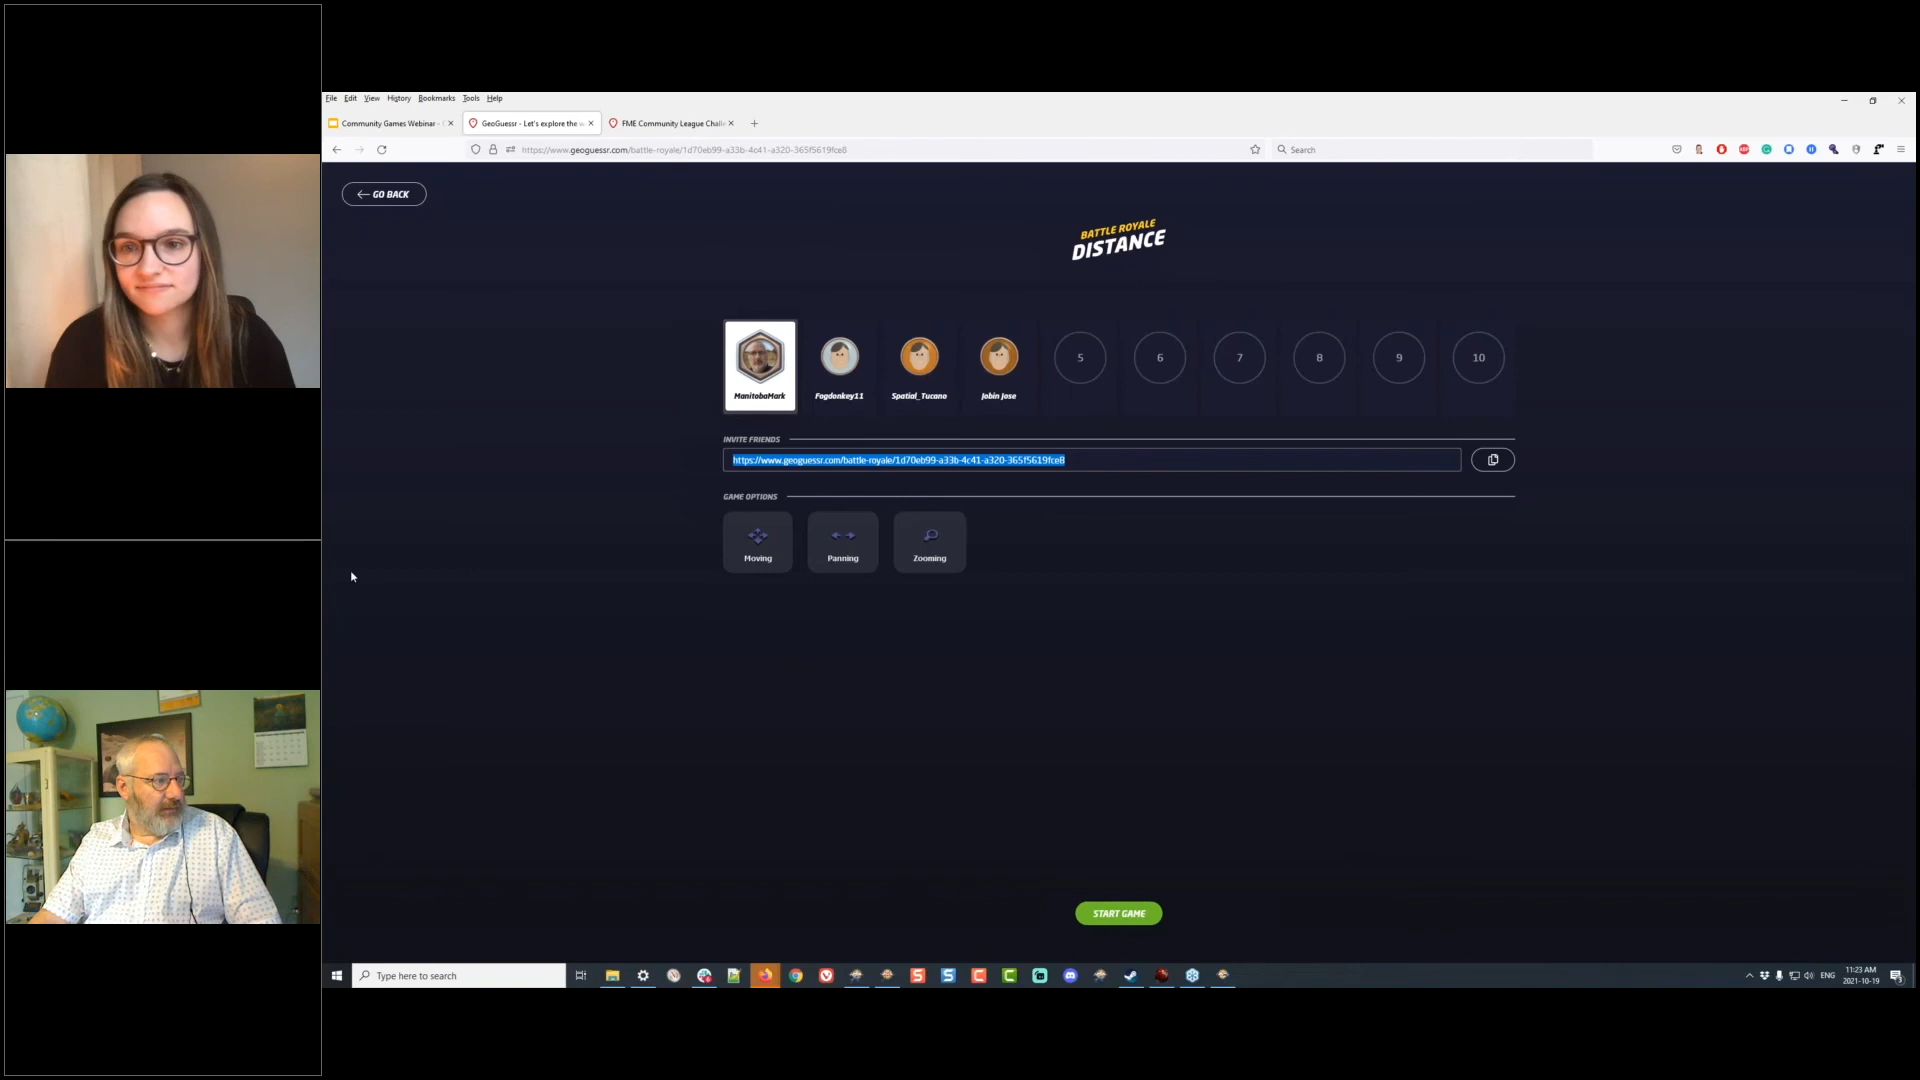 File Edit View History Bookmarks Tools Help
Community Games Webinar -
GeoGuessr - Let's explore the w
FME Community League Chall
https://www.geoguessr.com/battle-royale/1d70eb99-a33b-4c41-a320-365f5619fce8
Search
GO BACK
BATTLE ROYALE
DISTANCE
5 6 7 8 9 10
ManitobaMark Fogdonkey11 Spatial_Tucano Jobin Jose
INVITE FRIENDS
https://www.geoguessr.com/battle-royale/1d70eb99-a33b-4c41-a320-365f5619fce8
GAME OPTIONS
Moving Panning Zooming
START GAME
Type here to search
ENG
11:23 AM
2021-10-19